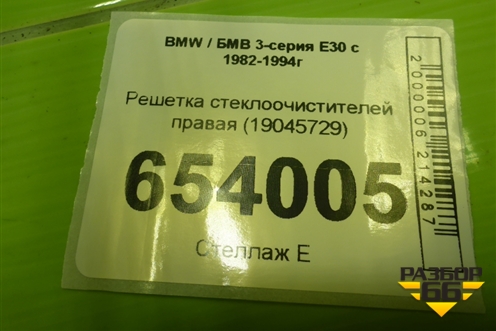 BMW / БМВ 3-серия E30 с
1982-1994г
Решетка стеклоочистителей
правая (19045729)
654005
Стеллаж Е
2000006214287
РАЗБОР
66